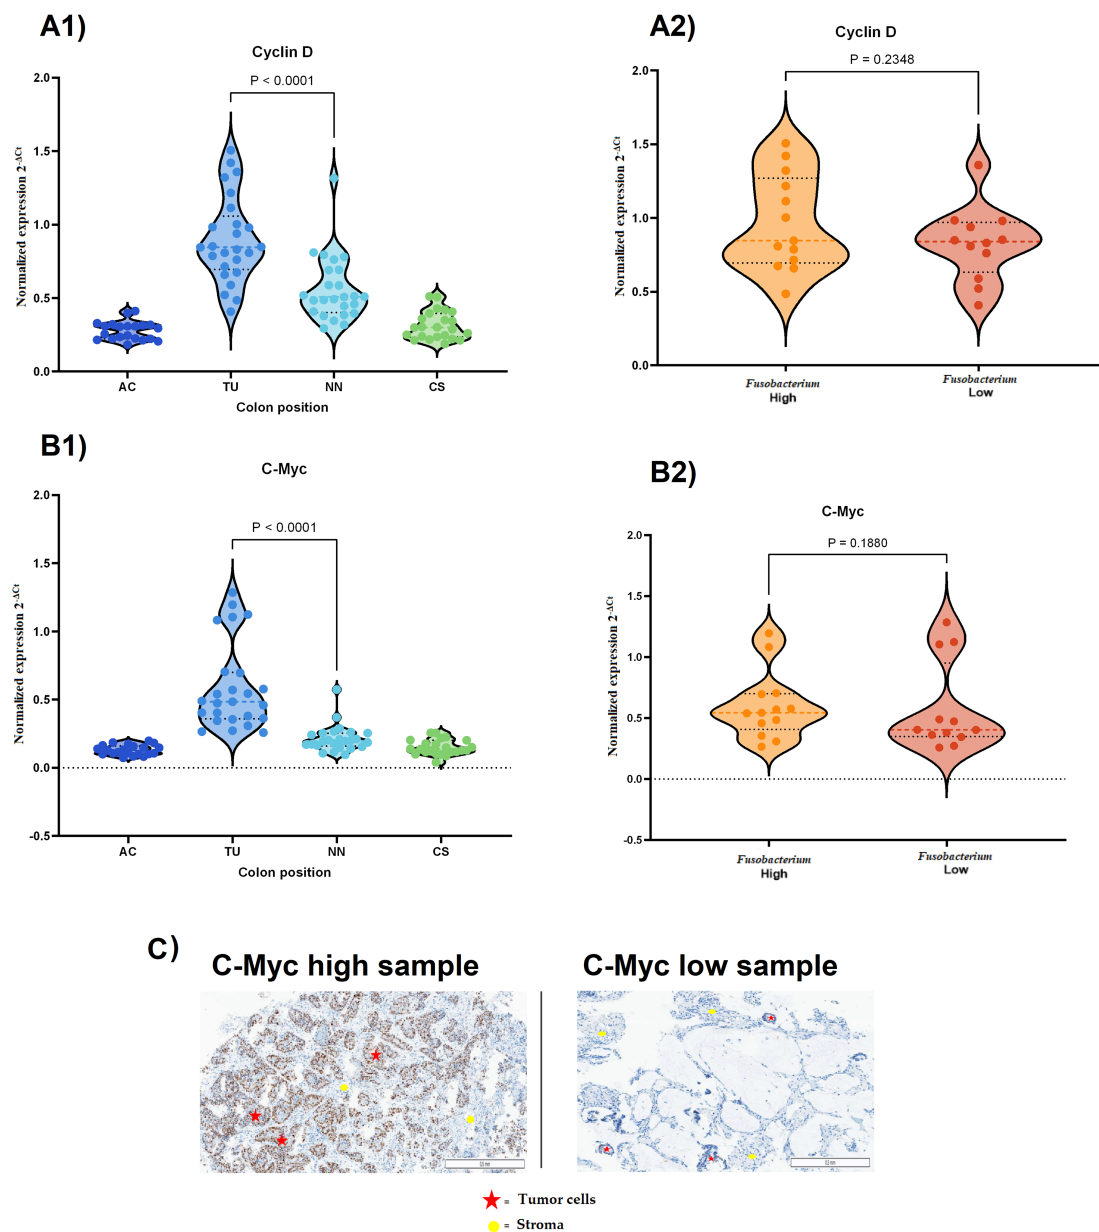 A1)
Cyclin D
P < 0.0001
2.0
1.5
1.0
0.5
0.0
Normalized expression 2^-ΔCt
AC TU NN CS
Colon position
A2)
Cyclin D
P = 0.2348
2.0
1.5
1.0
0.5
0.0
Normalized expression 2^-ΔCt
Fusobacterium
High
Fusobacterium
Low
B1)
C-Myc
P < 0.0001
2.0
1.5
1.0
0.5
0.0
-0.5
Normalized expression 2^-ΔCt
AC TU NN CS
Colon position
B2)
C-Myc
P = 0.1880
2.0
1.5
1.0
0.5
0.0
-0.5
Normalized expression 2^-ΔCt
Fusobacterium
High
Fusobacterium
Low
C)
C-Myc high sample
C-Myc low sample
= Tumor cells
= Stroma